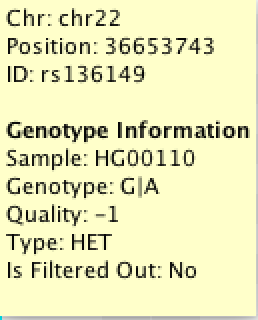 Chr: chr22
Position: 36653743
ID: rs136149
Genotype Information
Sample: HG00110
Genotype: G|A
Quality: -1
Type: HET
Is Filtered Out: No